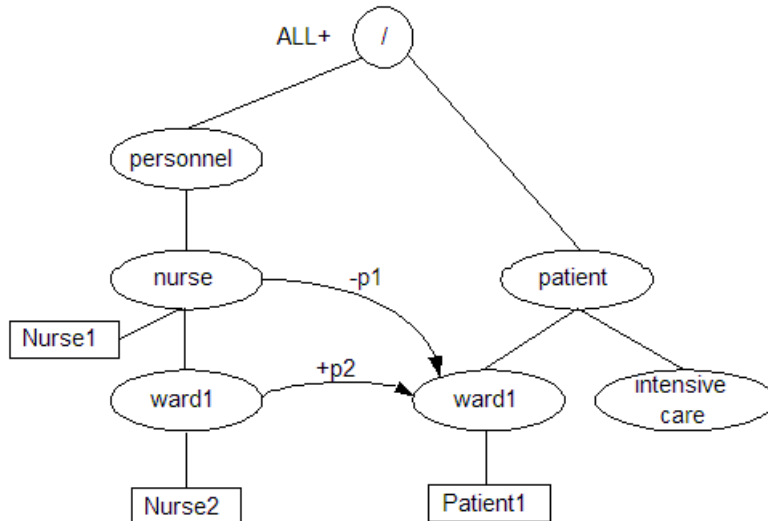 ALL+ /
personnel
nurse -p1 patient
Nurse1
ward1 +p2 ward1 intensive
care
Nurse2 Patient1